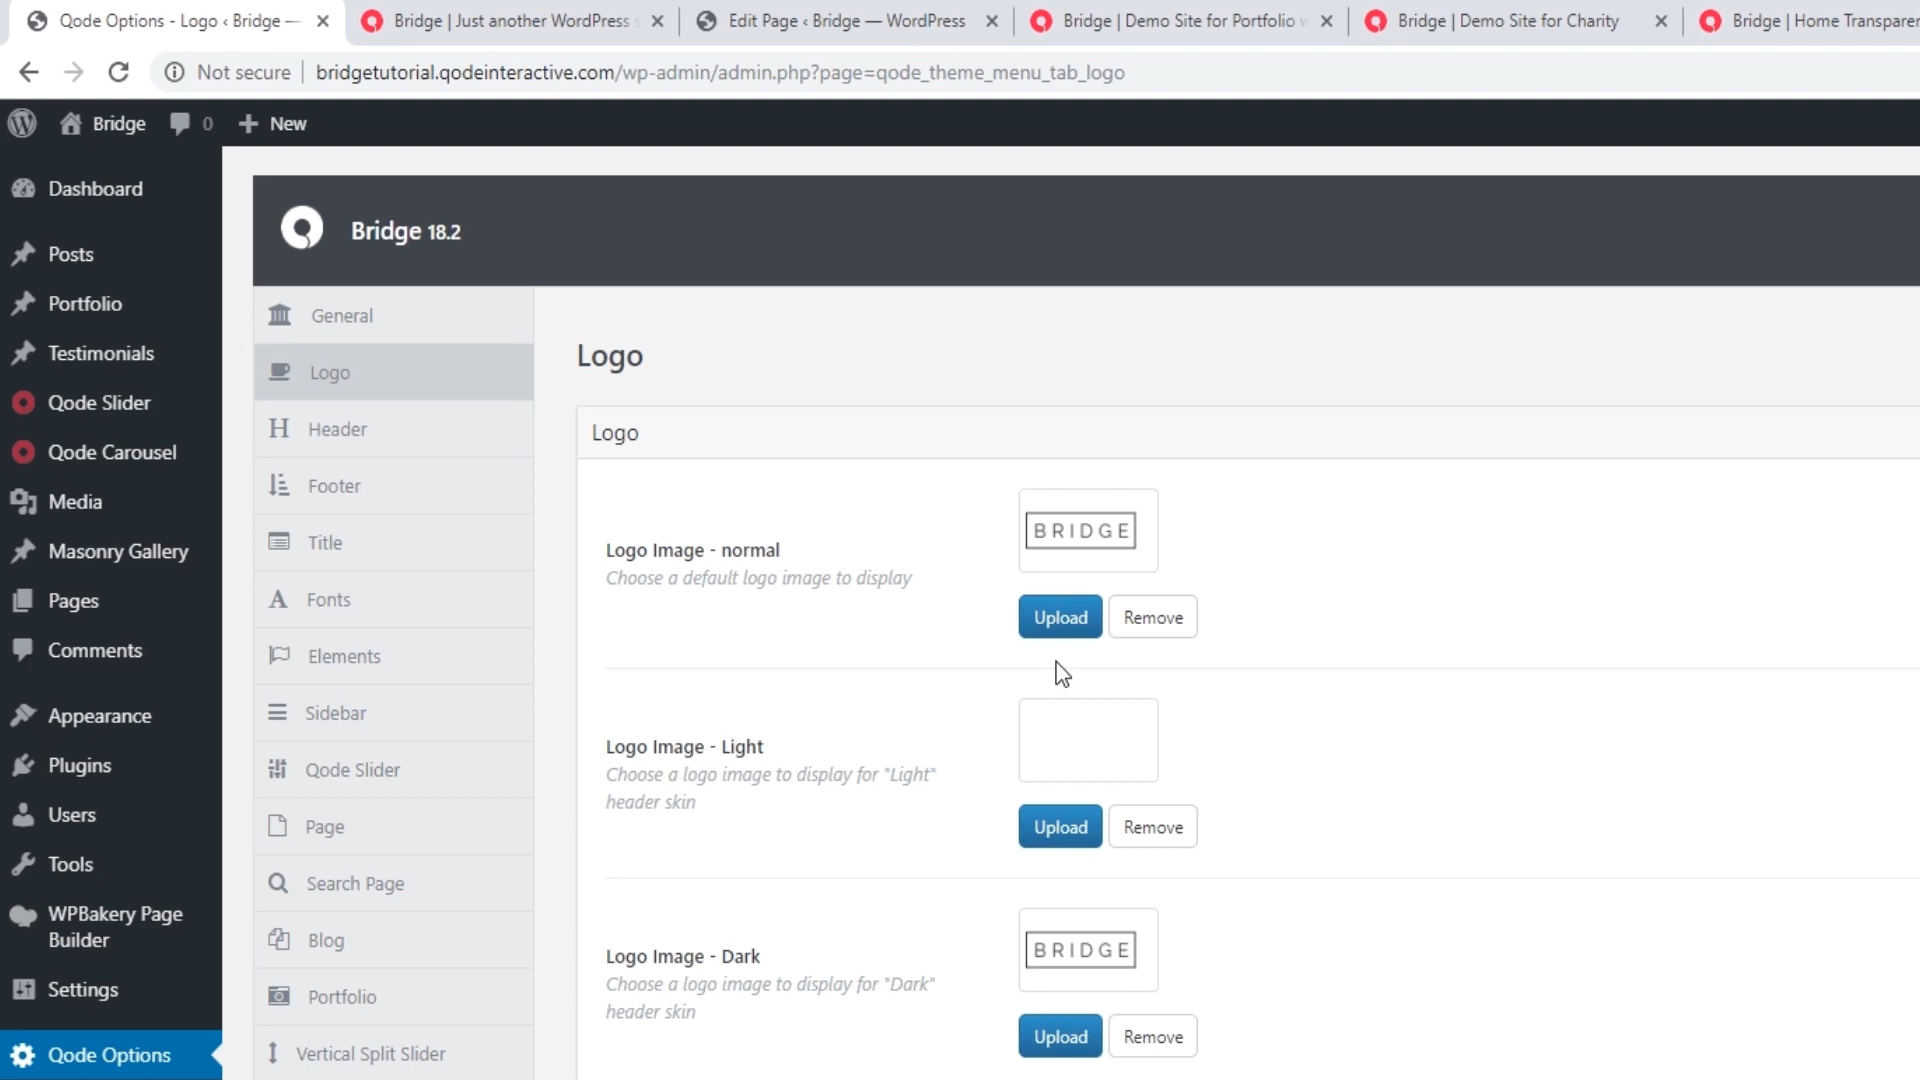 Qode Options - Logo ‹ Bridge —
Bridge | Just another WordPress
Edit Page ‹ Bridge — WordPress
Bridge | Demo Site for Portfolio
Bridge | Demo Site for Charity
Bridge | Home
Not secure
bridgetutorial.qodeinteractive.com/wp-admin/admin.php?page=qode_theme_menu_tab_logo
Bridge
0
New
Dashboard
Posts
Portfolio
Testimonials
Qode Slider
Qode Carousel
Media
Masonry Gallery
Pages
Comments
Appearance
Plugins
Users
Tools
WPBakery Page
Builder
Settings
Qode Options
Bridge 18.2
General
Logo
Header
Footer
Title
Fonts
Elements
Sidebar
Qode Slider
Page
Search Page
Blog
Portfolio
Vertical Split Slider
Logo
Logo
Logo Image - normal
Choose a default logo image to display
BRIDGE
Upload
Remove
Logo Image - Light
Choose a logo image to display for "Light"
header skin
Upload
Remove
Logo Image - Dark
Choose a logo image to display for "Dark"
header skin
BRIDGE
Upload
Remove